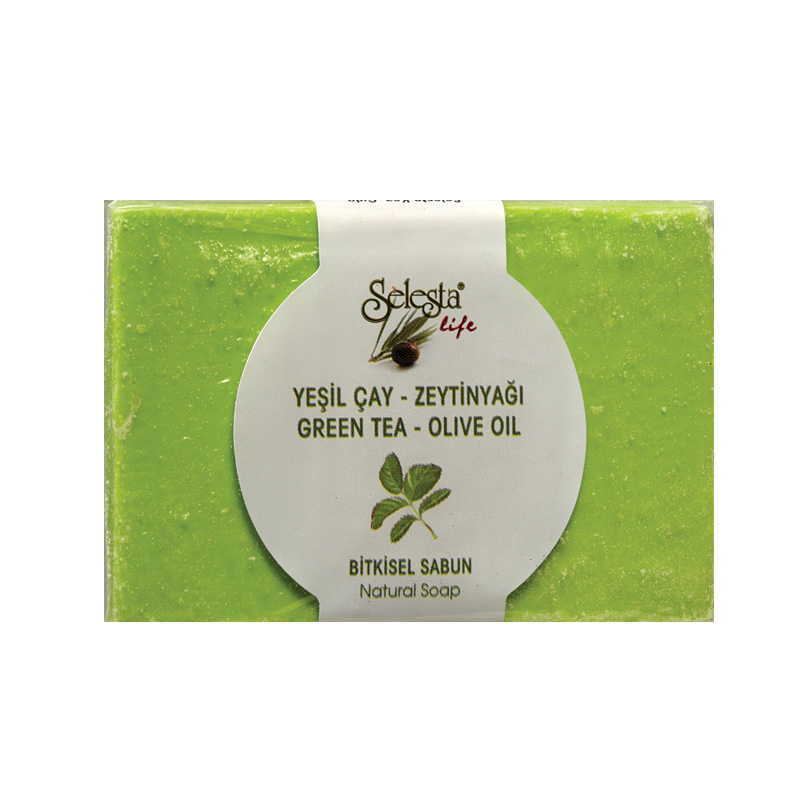 Selesta®
life
YEŞİL ÇAY - ZEYTİNYAĞI
GREEN TEA - OLIVE OIL
BİTKİSEL SABUN
Natural Soap